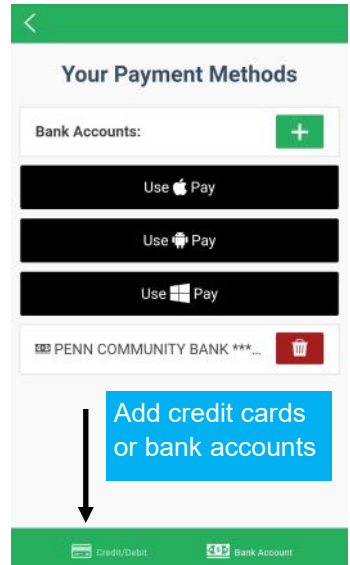 Your Payment Methods
Bank Accounts:
Use Pay
Use Pay
Use Pay
PENN COMMUNITY BANK ***...
Add credit cards
or bank accounts
Credit/Debit Bank Account